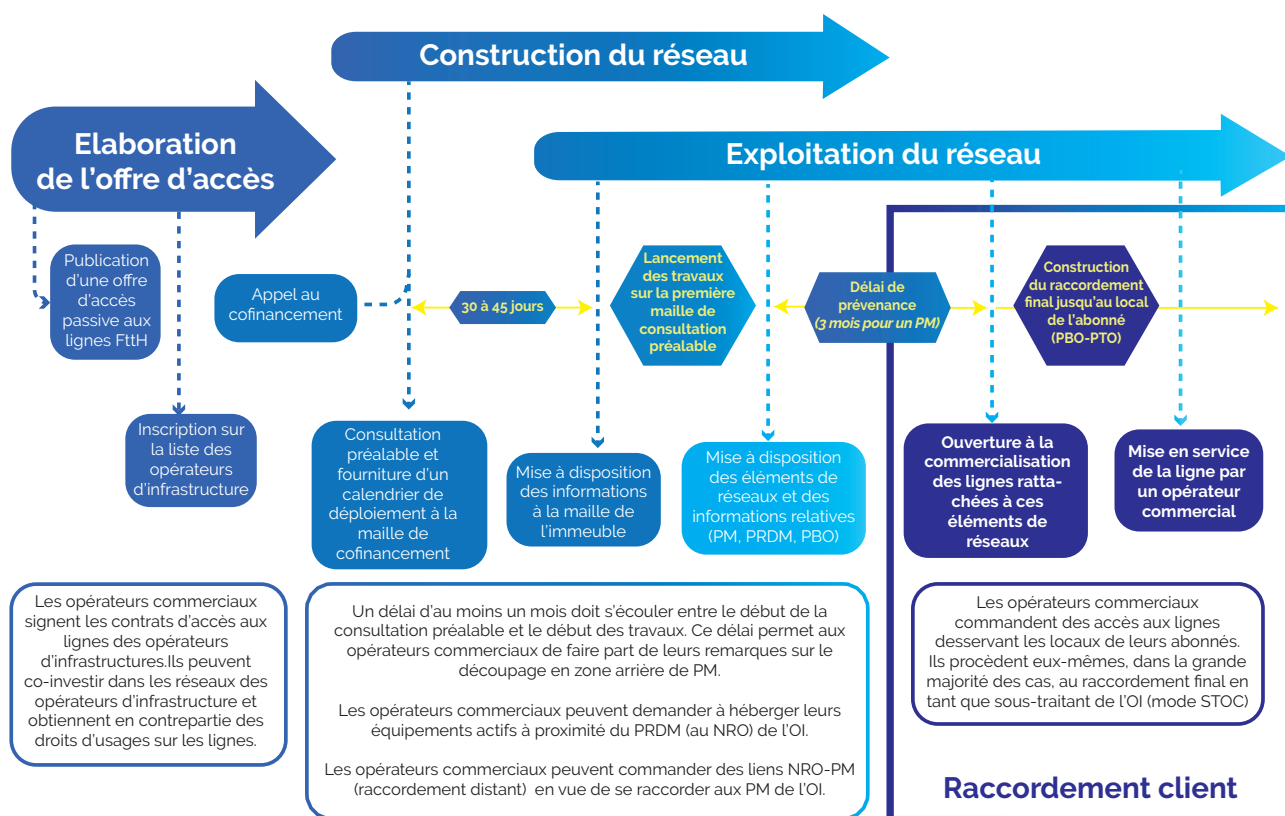 Construction du réseau
Elaboration
de l'offre d'accès
Exploitation du réseau
Publication
d'une offre
d'accès
passive aux
lignes FttH
Inscription sur
la liste des
opérateurs
d'infrastructure
Appel au
cofinancement
30 à 45 jours
Lancement
des travaux
sur la première
maille de
consultation
préalable
Délai de
prévenance
(3 mois pour un PM)
Construction
du raccordement
final jusqu'au local
de l'abonné
(PBO-PTO)
Consultation
préalable et
fourniture d'un
calendrier de
déploiement à la
maille de
cofinancement
Mise à disposition
des informations
à la maille de
l'immeuble
Mise à disposition
des éléments de
réseaux et des
informations relatives
(PM, PRDM, PBO)
Ouverture à la
commercialisation
des lignes ratta-
chées à ces
éléments de
réseaux
Mise en service
de la ligne par
un opérateur
commercial
Les opérateurs commerciaux
signent les contrats d'accès aux
lignes des opérateurs
d'infrastructures.Ils peuvent
co-investir dans les réseaux des
opérateurs d'infrastructure et
obtiennent en contrepartie des
droits d'usages sur les lignes.
Un délai d'au moins un mois doit s'écouler entre le début de la
consultation préalable et le début des travaux. Ce délai permet aux
opérateurs commerciaux de faire part de leurs remarques sur le
découpage en zone arrière de PM.
Les opérateurs commerciaux peuvent demander à héberger leurs
équipements actifs à proximité du PRDM (au NRO) de l'OI.
Les opérateurs commerciaux peuvent commander des liens NRO-PM
(raccordement distant) en vue de se raccorder aux PM de l'OI.
Les opérateurs commerciaux
commandent des accès aux lignes
desservant les locaux de leurs abonnés.
Ils procèdent eux-mêmes, dans la grande
majorité des cas, au raccordement final en
tant que sous-traitant de l'OI (mode STOC)
Raccordement client